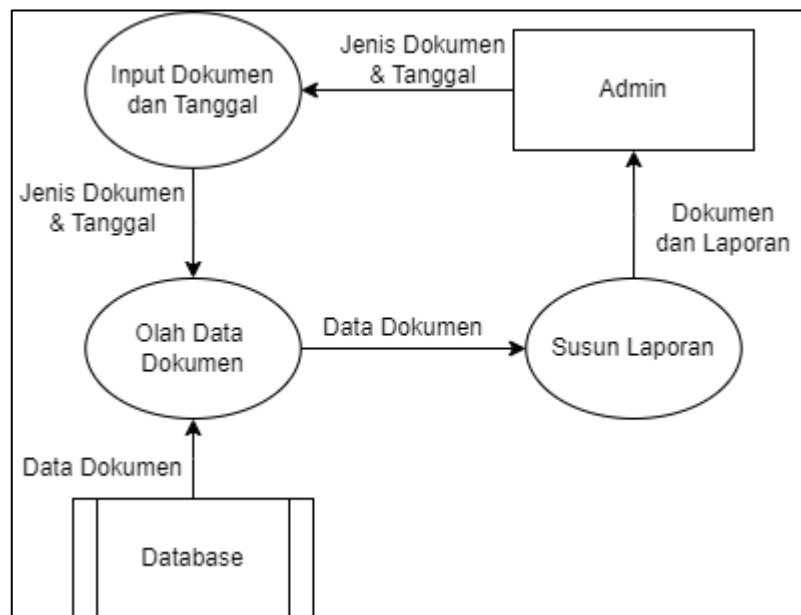 Input Dokumen
dan Tanggal
Jenis Dokumen
& Tanggal
Admin
Jenis Dokumen
& Tanggal
Dokumen
dan Laporan
Olah Data
Dokumen
Data Dokumen
Susun Laporan
Data Dokumen
Database